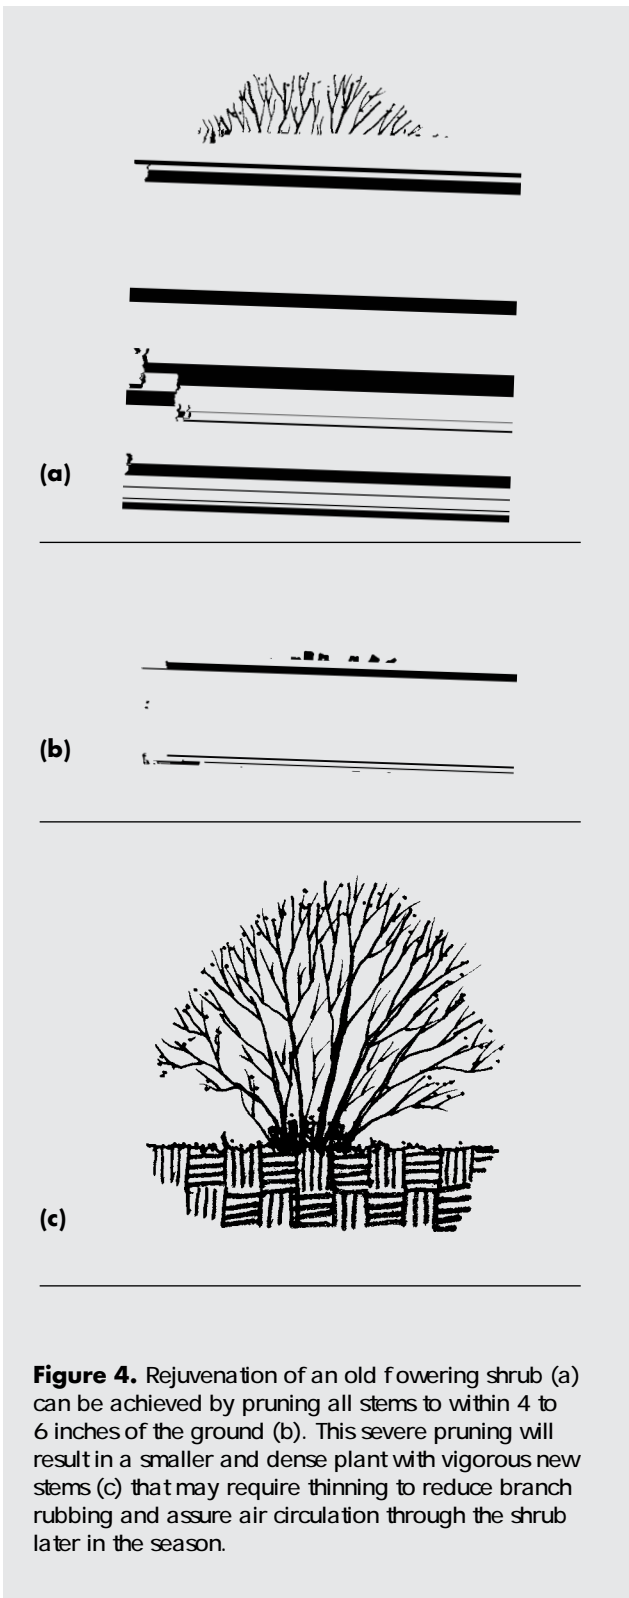 (a)
(b)
(c)
Figure 4. Rejuvenation of an old f owering shrub (a)
can be achieved by pruning all stems to within 4 to
6 inches of the ground (b). This severe pruning will
result in a smaller and dense plant with vigorous new
stems (c) that may require thinning to reduce branch
rubbing and assure air circulation through the shrub
later in the season.